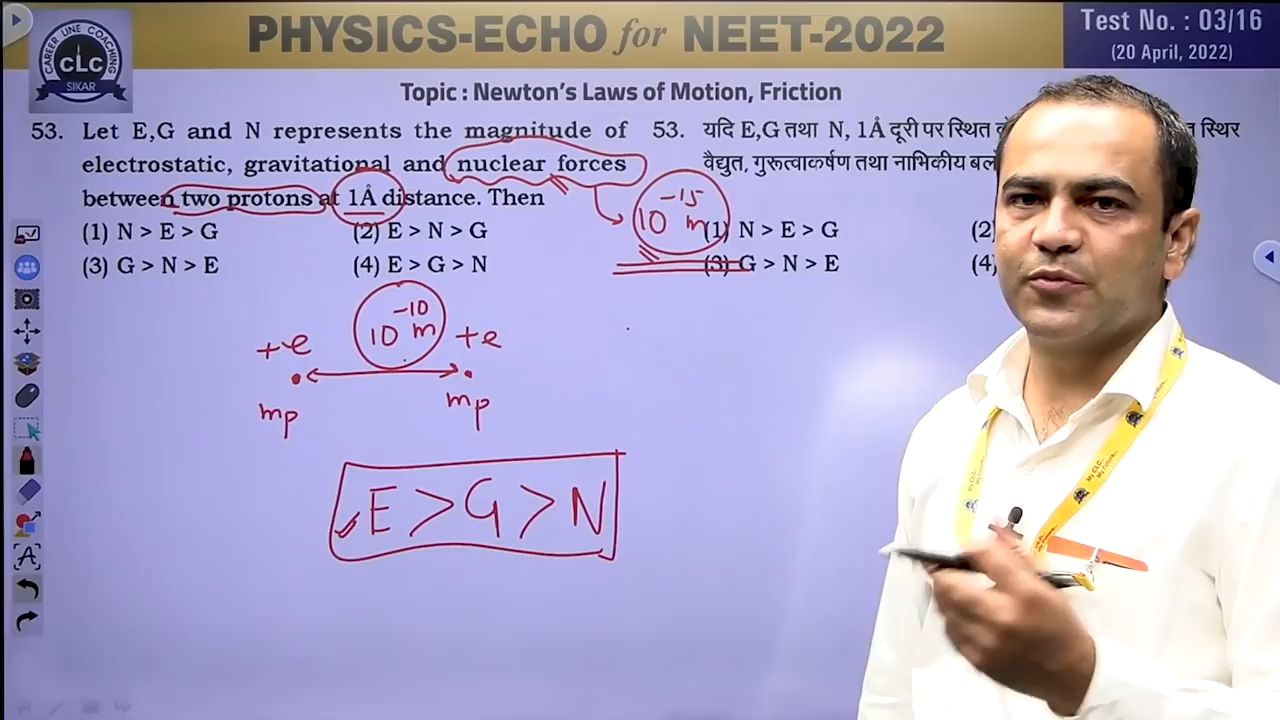 PHYSICS-ECHO for NEET-2022
Test No. : 03/16
(20 April, 2022)
CAREER LINE COACHING
CLC
SIKAR
Topic : Newton's Laws of Motion, Friction
53. Let E,G and N represents the magnitude of
electrostatic, gravitational and nuclear forces
between two protons at 1Å distance. Then
(1) N > E > G (2) E > N > G
(3) G > N > E (4) E > G > N
53. यदि E,G तथा N, 1Å दूरी पर स्थित स्थिर
वैद्युत, गुरूत्वाकर्षण तथा नाभिकीय
(1) N > E > G (2)
(3) G > N > E (4)
10⁻¹⁵ m
10⁻¹⁰ m
+e +e
mp mp
E > G > N
A